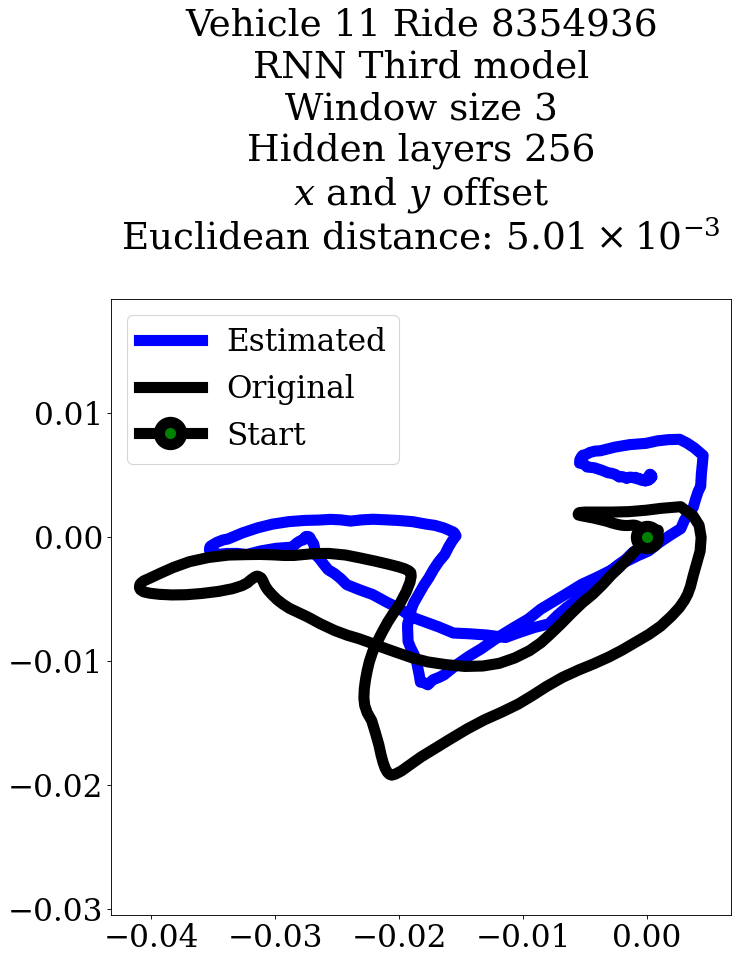 Vehicle 11 Ride 8354936
RNN Third model
Window size 3
Hidden layers 256
x and y offset
Euclidean distance: 5.01 × 10⁻³
Estimated
Original
Start
0.01
0.00
−0.01
−0.02
−0.03
−0.04 −0.03 −0.02 −0.01 0.00